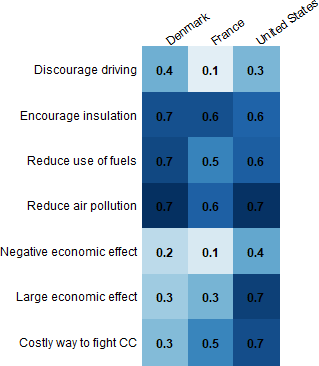 Denmark France United States
Discourage driving 0.4 0.1 0.3
Encourage insulation 0.7 0.6 0.6
Reduce use of fuels 0.7 0.5 0.6
Reduce air pollution 0.7 0.6 0.7
Negative economic effect 0.2 0.1 0.4
Large economic effect 0.3 0.3 0.7
Costly way to fight CC 0.3 0.5 0.7